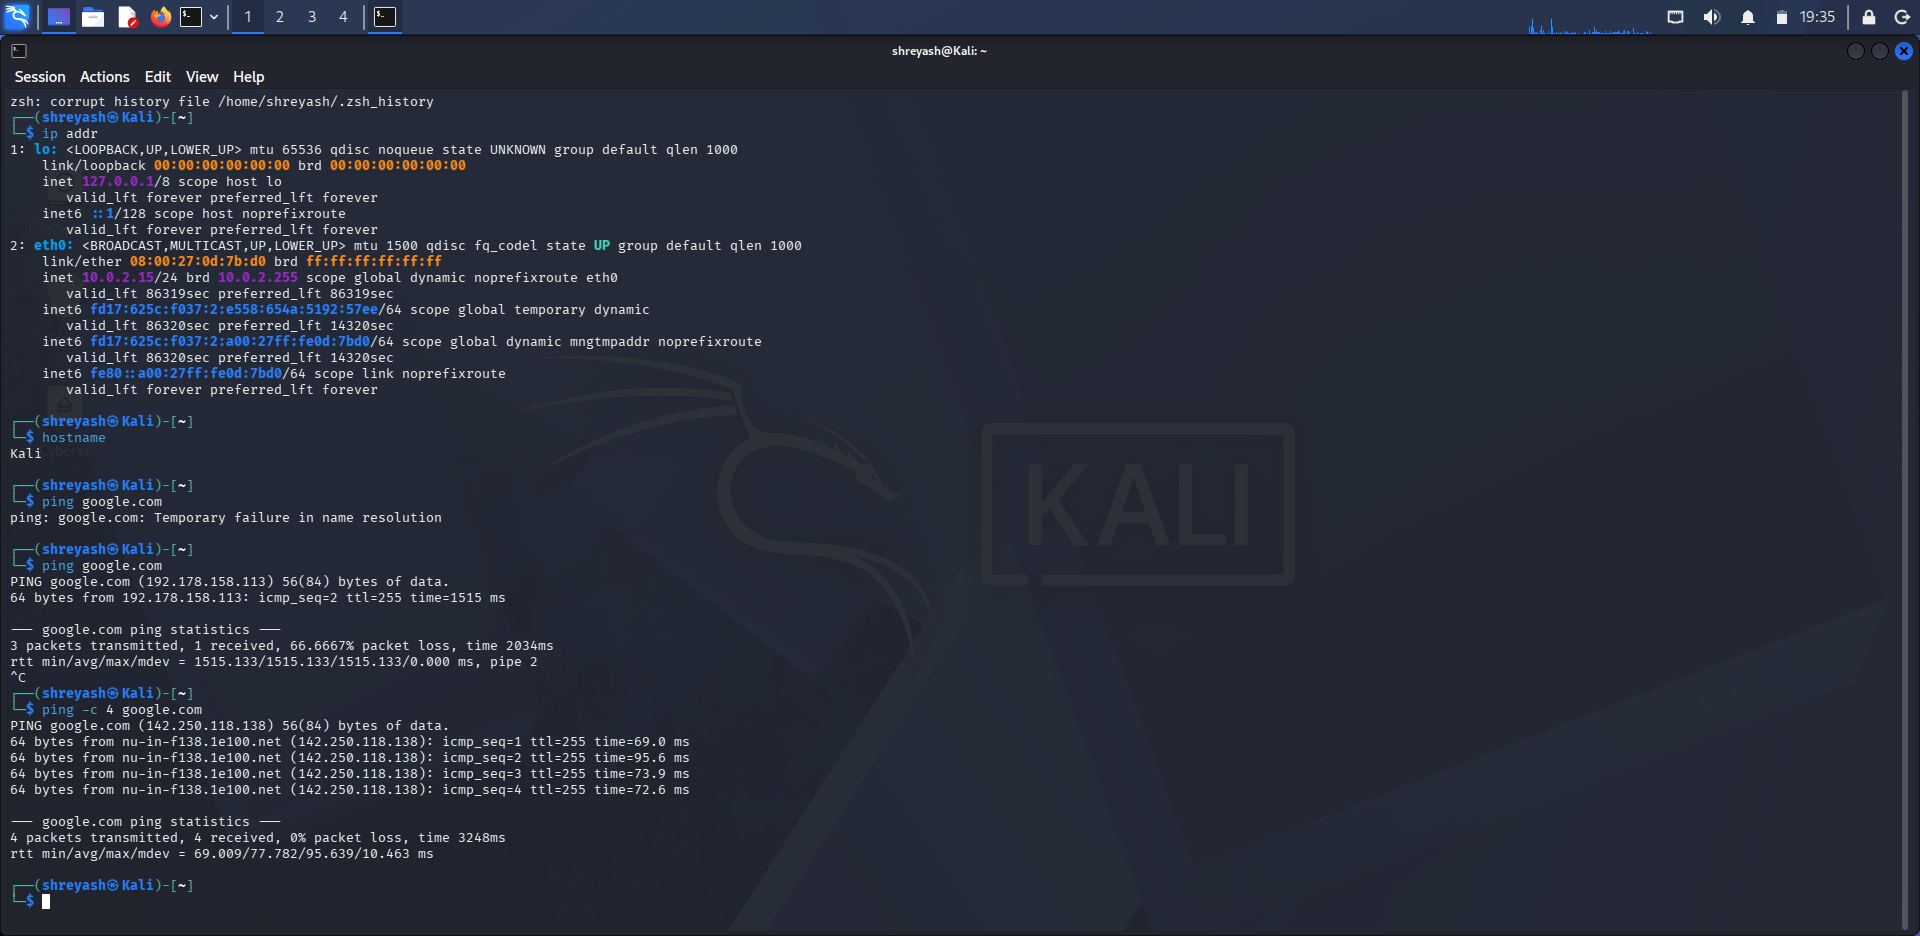 1 2 3 4 19:35
shreyash@Kali: ~
Session Actions Edit View Help
zsh: corrupt history file /home/shreyash/.zsh_history
┌──(shreyash㉿Kali)-[~]
└─$ ip addr
1: lo: <LOOPBACK,UP,LOWER_UP> mtu 65536 qdisc noqueue state UNKNOWN group default qlen 1000
link/loopback 00:00:00:00:00:00 brd 00:00:00:00:00:00
inet 127.0.0.1/8 scope host lo
valid_lft forever preferred_lft forever
inet6 ::1/128 scope host noprefixroute
valid_lft forever preferred_lft forever
2: eth0: <BROADCAST,MULTICAST,UP,LOWER_UP> mtu 1500 qdisc fq_codel state UP group default qlen 1000
link/ether 08:00:27:0d:7b:d0 brd ff:ff:ff:ff:ff:ff
inet 10.0.2.15/24 brd 10.0.2.255 scope global dynamic noprefixroute eth0
valid_lft 86319sec preferred_lft 86319sec
inet6 fd17:625c:f037:2:e558:654a:5192:57ee/64 scope global temporary dynamic
valid_lft 86320sec preferred_lft 14320sec
inet6 fd17:625c:f037:2:a00:27ff:fe0d:7bd0/64 scope global dynamic mngtmpaddr noprefixroute
valid_lft 86320sec preferred_lft 14320sec
inet6 fe80::a00:27ff:fe0d:7bd0/64 scope link noprefixroute
valid_lft forever preferred_lft forever
┌──(shreyash㉿Kali)-[~]
└─$ hostname
Kali
┌──(shreyash㉿Kali)-[~]
└─$ ping google.com
ping: google.com: Temporary failure in name resolution
┌──(shreyash㉿Kali)-[~]
└─$ ping google.com
PING google.com (192.178.158.113) 56(84) bytes of data.
64 bytes from 192.178.158.113: icmp_seq=2 ttl=255 time=1515 ms
--- google.com ping statistics ---
3 packets transmitted, 1 received, 66.6667% packet loss, time 2034ms
rtt min/avg/max/mdev = 1515.133/1515.133/1515.133/0.000 ms, pipe 2
^C
┌──(shreyash㉿Kali)-[~]
└─$ ping -c 4 google.com
PING google.com (142.250.118.138) 56(84) bytes of data.
64 bytes from nu-in-f138.1e100.net (142.250.118.138): icmp_seq=1 ttl=255 time=69.0 ms
64 bytes from nu-in-f138.1e100.net (142.250.118.138): icmp_seq=2 ttl=255 time=95.6 ms
64 bytes from nu-in-f138.1e100.net (142.250.118.138): icmp_seq=3 ttl=255 time=73.9 ms
64 bytes from nu-in-f138.1e100.net (142.250.118.138): icmp_seq=4 ttl=255 time=72.6 ms
--- google.com ping statistics ---
4 packets transmitted, 4 received, 0% packet loss, time 3248ms
rtt min/avg/max/mdev = 69.009/77.782/95.639/10.463 ms
┌──(shreyash㉿Kali)-[~]
└─$
KALI